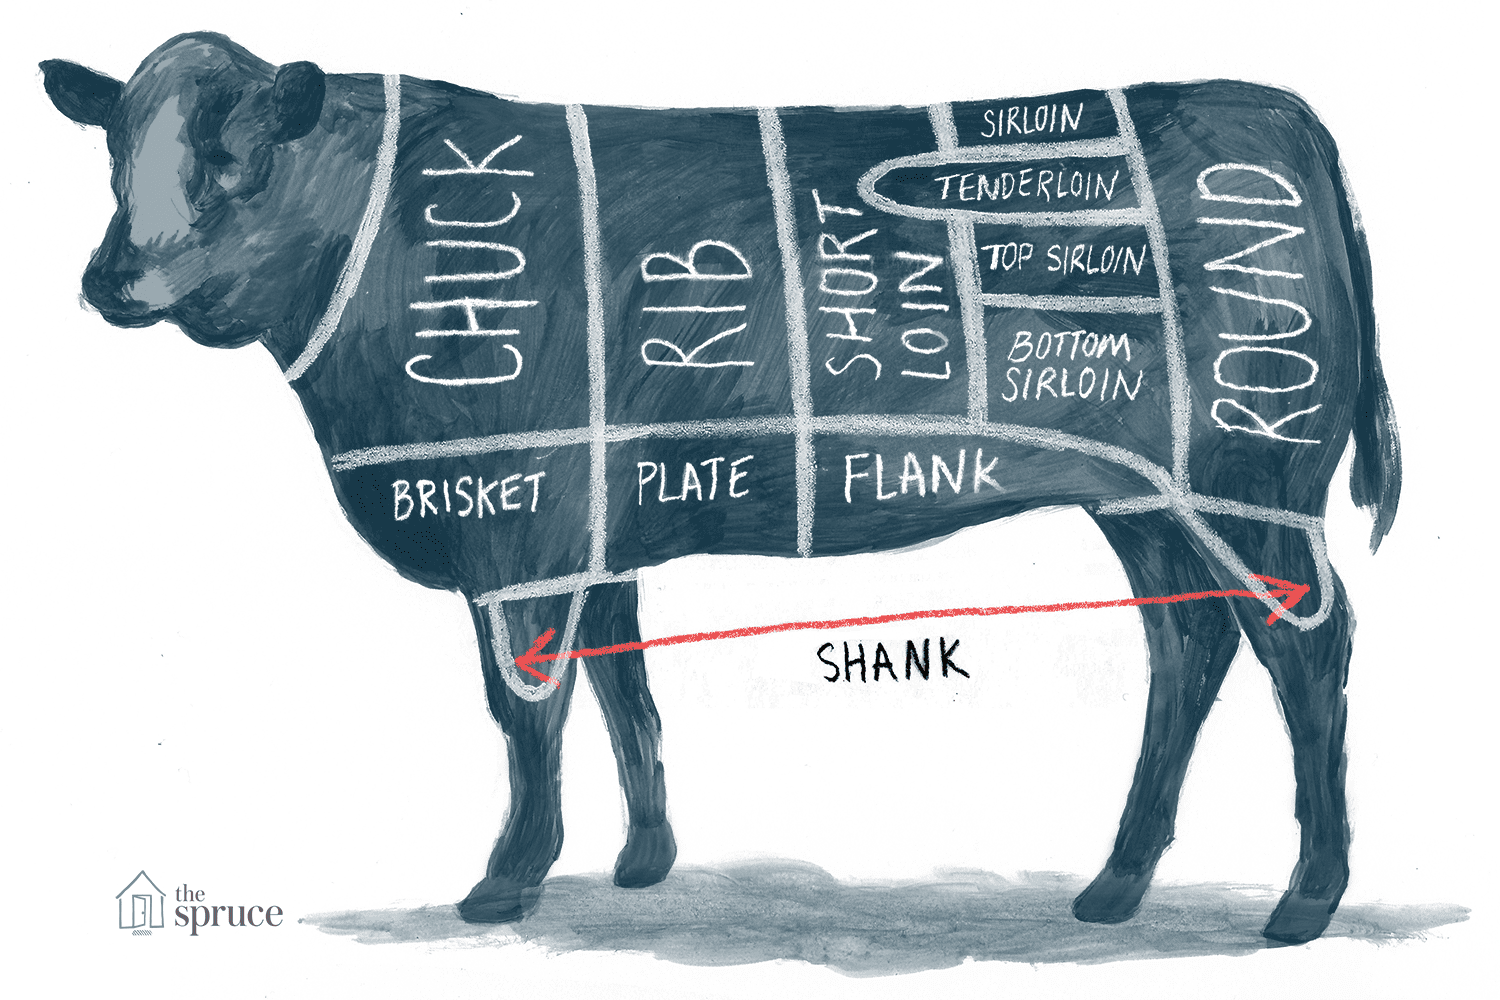 CHUCK
RIB
SHORT
LOIN
SIRLOIN
TENDERLOIN
TOP SIRLOIN
BOTTOM
SIRLOIN
ROUND
BRISKET
PLATE
FLANK
SHANK
the
spruce